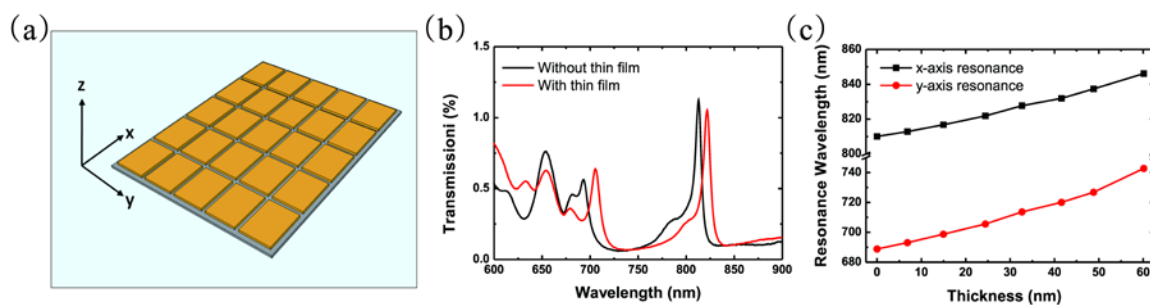 (a)
z
x
y
(b)
1.5
1.0
0.5
0.0
Transmissioni (%)
Without thin film
With thin film
600 650 700 750 800 850 900
Wavelength (nm)
(c)
860
840
820
800
740
720
700
680
Resonance Wavelength (nm)
x-axis resonance
y-axis resonance
0 10 20 30 40 50 60
Thickness (nm)